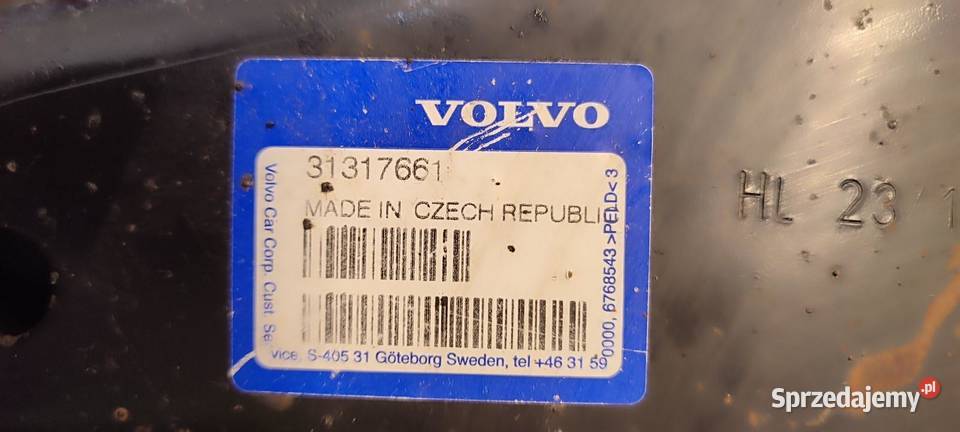 VOLVO
31317661
MADE IN CZECH REPUBLI
Volvo Car Corp. Cust. Se vice, S-405 31 Göteborg Sweden, tel +46 31 59 0000, 6768543 >PELD< 3
HL 23 1
Sprzedajemy.pl